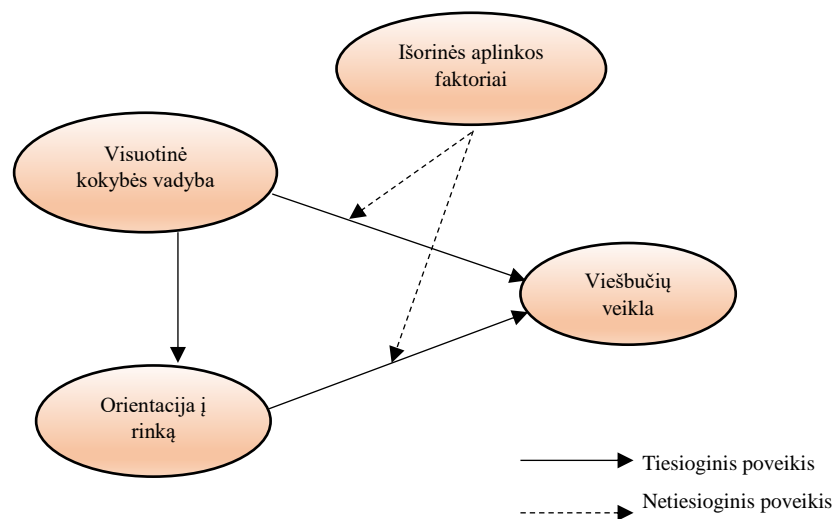 Išorinės aplinkos
faktoriai
Visuotinė
kokybės vadyba
Viešbučių
veikla
Orientacija į
rinką
Tiesioginis poveikis
Netiesioginis poveikis